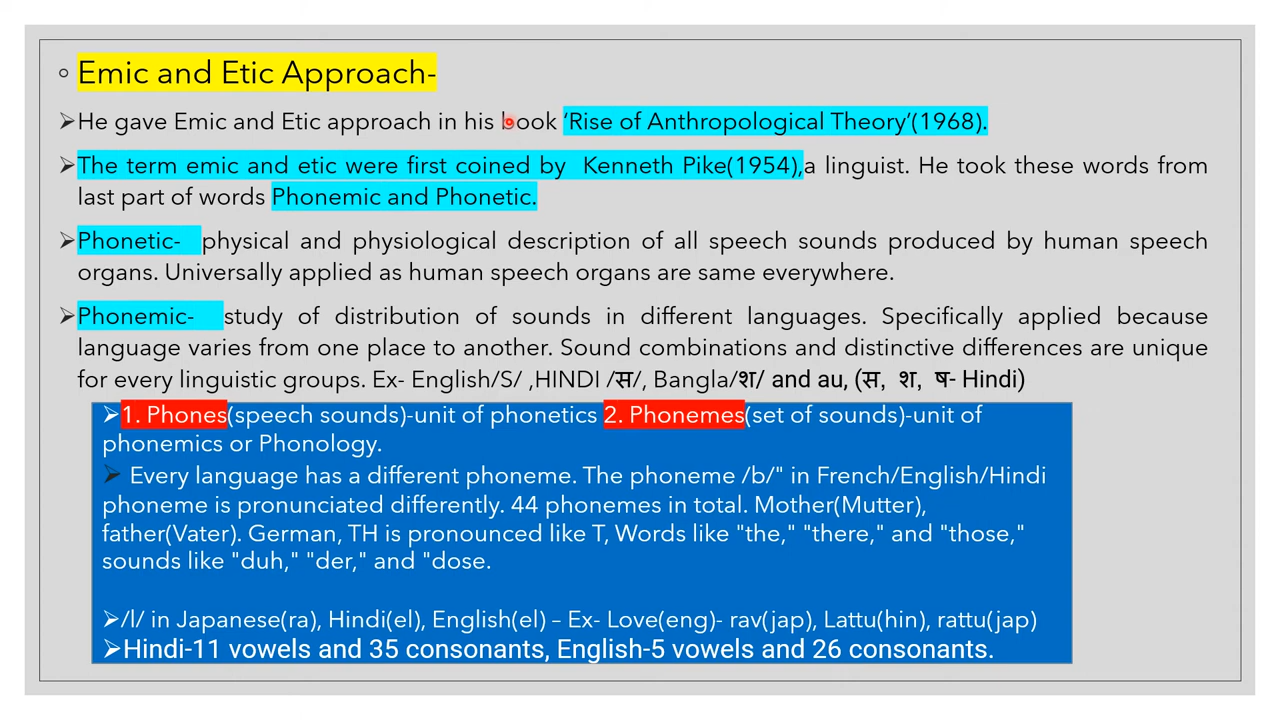 Emic and Etic Approach-
He gave Emic and Etic approach in his book ‘Rise of Anthropological Theory’(1968).
The term emic and etic were first coined by Kenneth Pike(1954),a linguist. He took these words from
last part of words Phonemic and Phonetic.
Phonetic- physical and physiological description of all speech sounds produced by human speech
organs. Universally applied as human speech organs are same everywhere.
Phonemic- study of distribution of sounds in different languages. Specifically applied because
language varies from one place to another. Sound combinations and distinctive differences are unique
for every linguistic groups. Ex- English/S/ ,HINDI /स/, Bangla/श/ and au, (स, श, ष- Hindi)
1. Phones(speech sounds)-unit of phonetics 2. Phonemes(set of sounds)-unit of
phonemics or Phonology.
Every language has a different phoneme. The phoneme /b/" in French/English/Hindi
phoneme is pronunciated differently. 44 phonemes in total. Mother(Mutter),
father(Vater). German, TH is pronounced like T, Words like "the," "there," and "those,"
sounds like "duh," "der," and "dose.
/l/ in Japanese(ra), Hindi(el), English(el) – Ex- Love(eng)- rav(jap), Lattu(hin), rattu(jap)
Hindi-11 vowels and 35 consonants, English-5 vowels and 26 consonants.